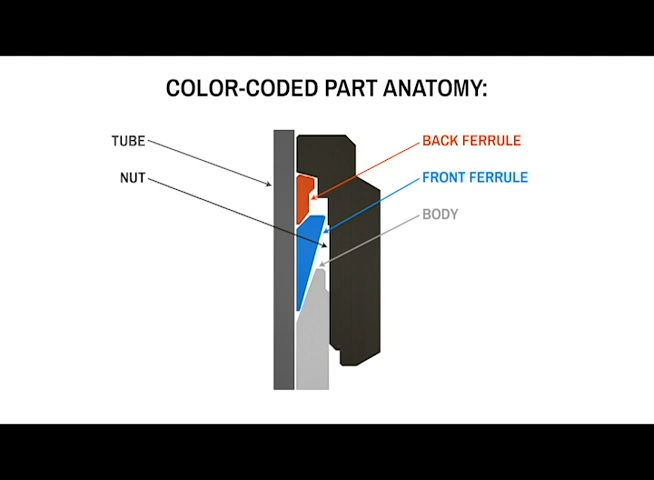 COLOR-CODED PART ANATOMY:
TUBE
NUT
BACK FERRULE
FRONT FERRULE
BODY